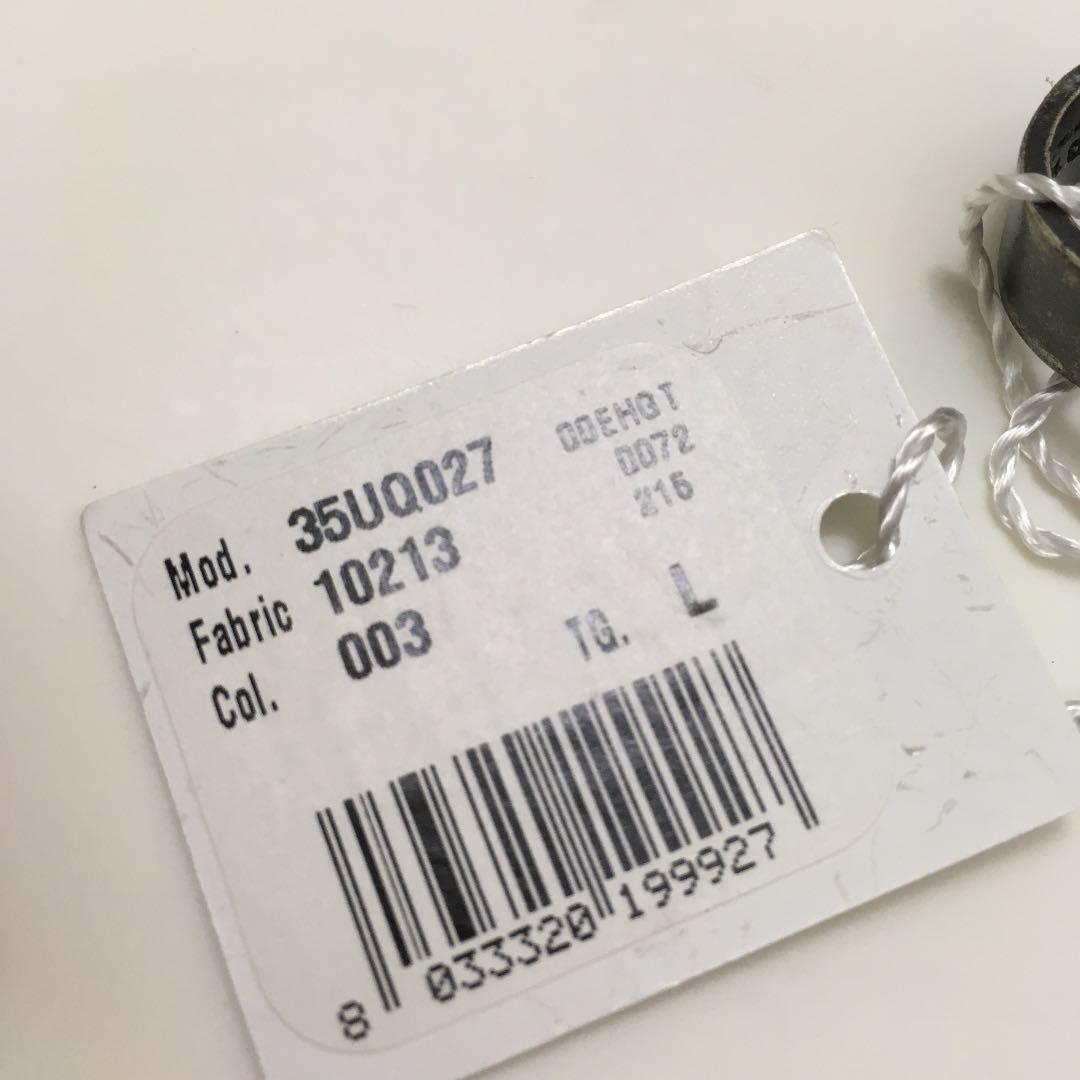 Mod. 35UQ027
Fabric 10213
Col. 003
00EHGT
0072
216
TG. L
8 033320 199927